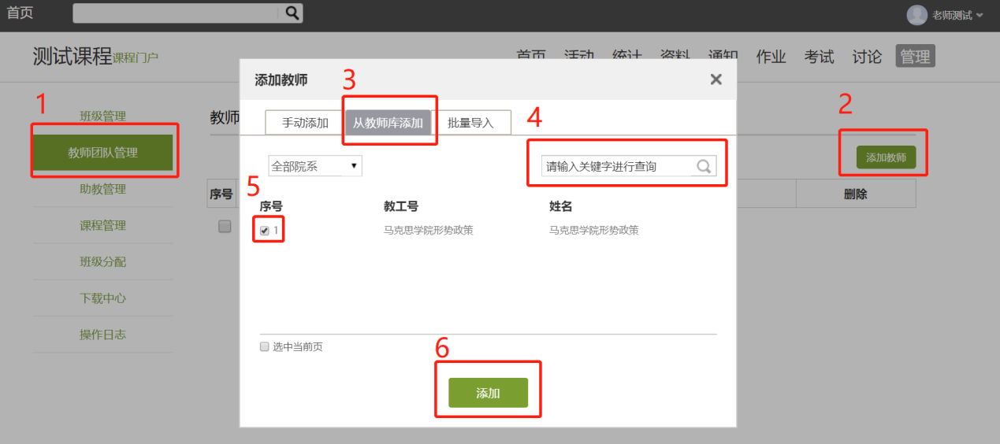 首页
老师测试
测试课程课程门户
首页 活动 统计 资料 通知 作业 考试 讨论 管理
添加教师
3
1
2
4
班级管理
教师
手动添加 从教师库添加 批量导入
教师团队管理
添加教师
全部院系
请输入关键字进行查询
5
助教管理
序号
删除
序号 教工号 姓名
课程管理
1 马克思学院形势政策 马克思学院形势政策
班级分配
下载中心
操作日志
选中当前页
6
添加